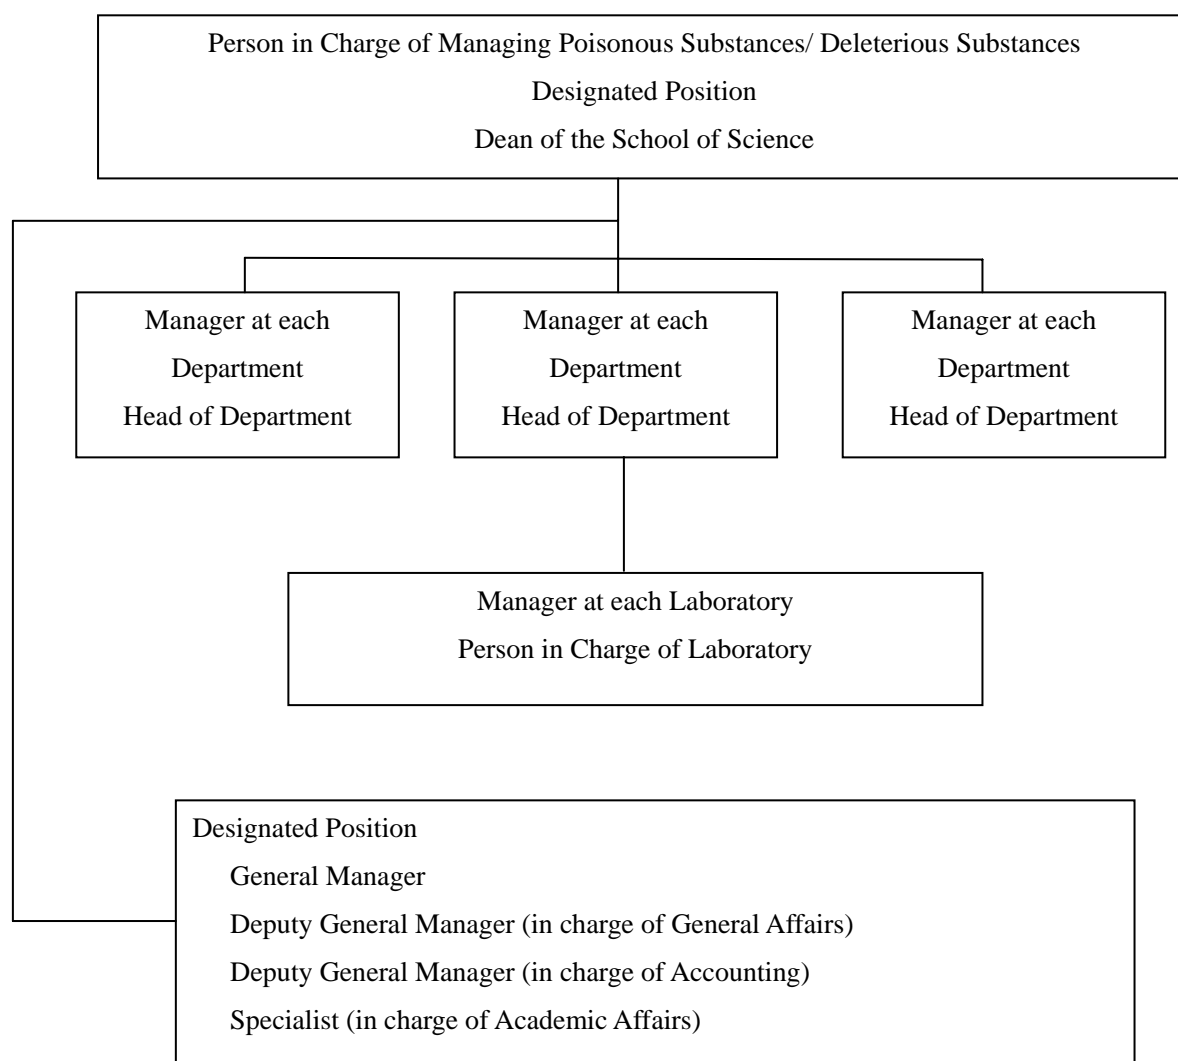 Person in Charge of Managing Poisonous Substances/ Deleterious Substances
Designated Position
Dean of the School of Science
Manager at each
Department
Head of Department
Manager at each
Department
Head of Department
Manager at each
Department
Head of Department
Manager at each Laboratory
Person in Charge of Laboratory
Designated Position
General Manager
Deputy General Manager (in charge of General Affairs)
Deputy General Manager (in charge of Accounting)
Specialist (in charge of Academic Affairs)